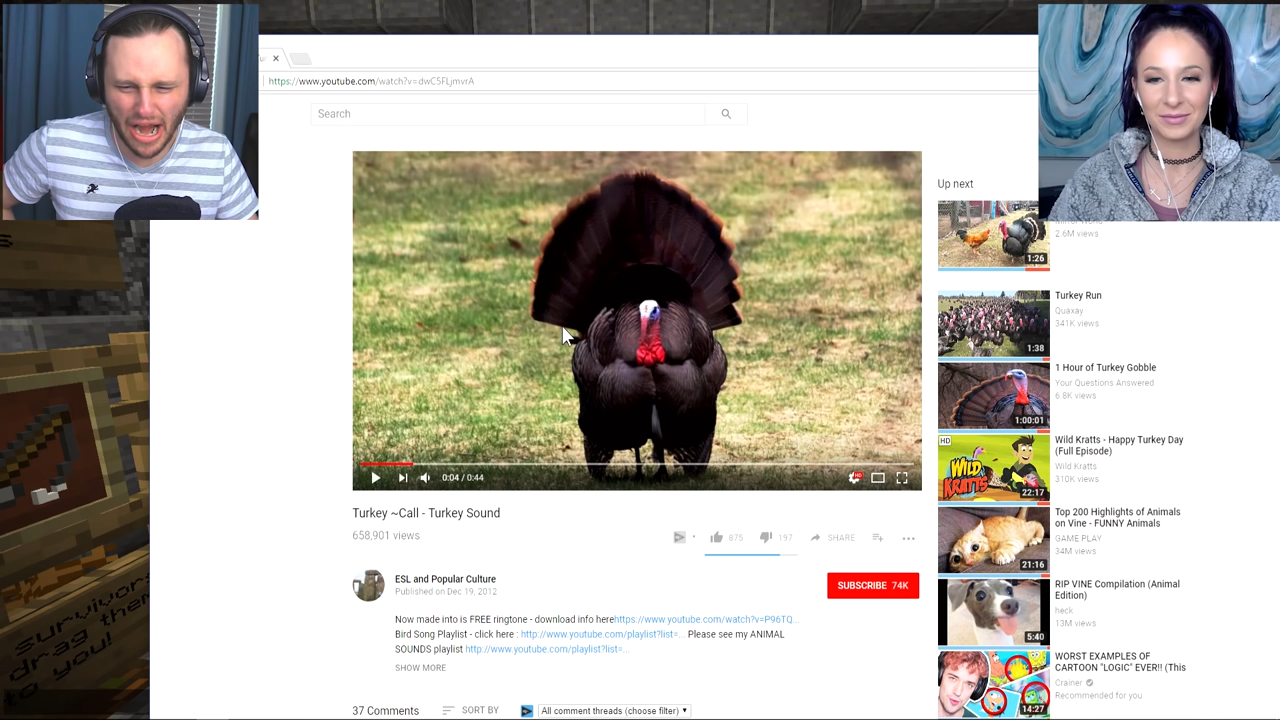 https://www.youtube.com/watch?v=dwC5FLjmvrA
Search
0:04 / 0:44
HD
Turkey ~Call - Turkey Sound
658,901 views
875
197
SHARE
ESL and Popular Culture
Published on Dec 19, 2012
SUBSCRIBE 74K
Now made into is FREE ringtone - download info herehttps://www.youtube.com/watch?v=P96TQ...
Bird Song Playlist - click here : http://www.youtube.com/playlist?list=... Please see my ANIMAL
SOUNDS playlist http://www.youtube.com/playlist?list=...
SHOW MORE
37 Comments
SORT BY
All comment threads (choose filter)
Up next
2.6M views
1:26
Turkey Run
Quaxay
341K views
1:38
1 Hour of Turkey Gobble
Your Questions Answered
6.8K views
1:00:01
HD
WILD
KRATTS
Wild Kratts - Happy Turkey Day
(Full Episode)
Wild Kratts
310K views
22:17
Top 200 Highlights of Animals
on Vine - FUNNY Animals
GAME PLAY
34M views
21:16
RIP VINE Compilation (Animal
Edition)
heck
13M views
5:40
WORST EXAMPLES OF
CARTOON "LOGIC" EVER!! (This
Crainer
Recommended for you
14:27
survivors
drag them
to you!